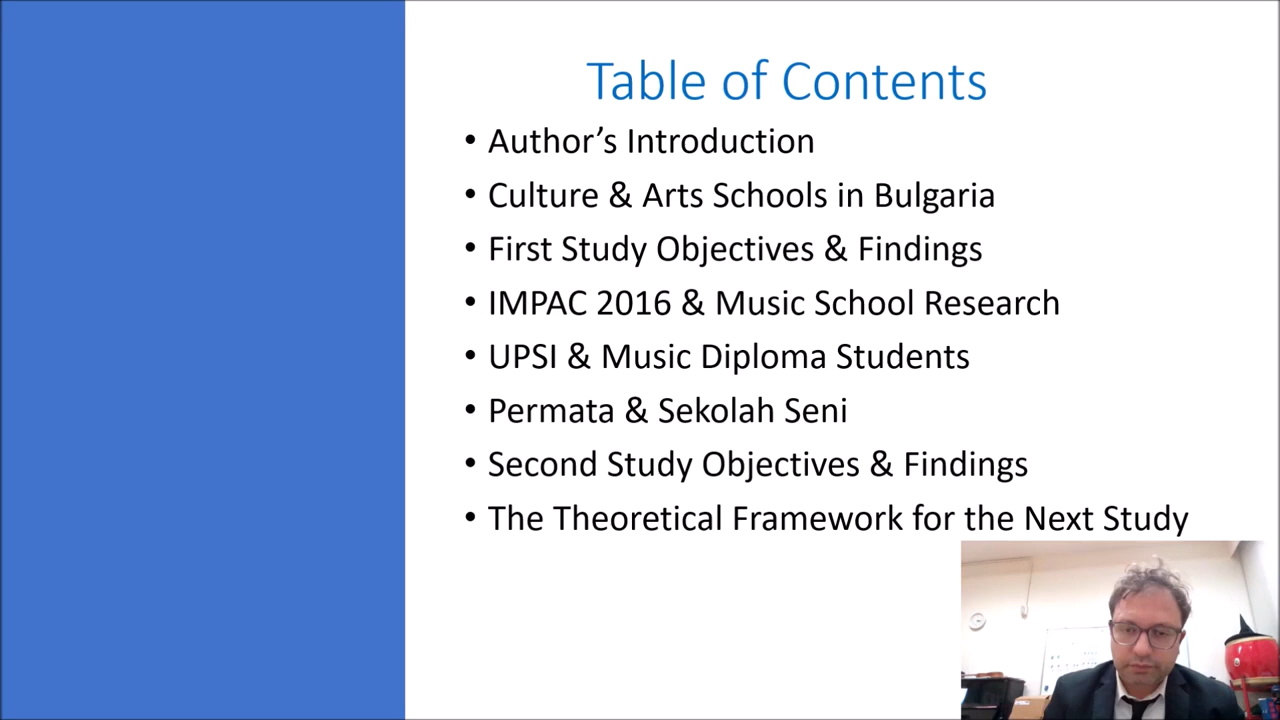 Table of Contents
• Author’s Introduction
• Culture & Arts Schools in Bulgaria
• First Study Objectives & Findings
• IMPAC 2016 & Music School Research
• UPSI & Music Diploma Students
• Permata & Sekolah Seni
• Second Study Objectives & Findings
• The Theoretical Framework for the Next Study